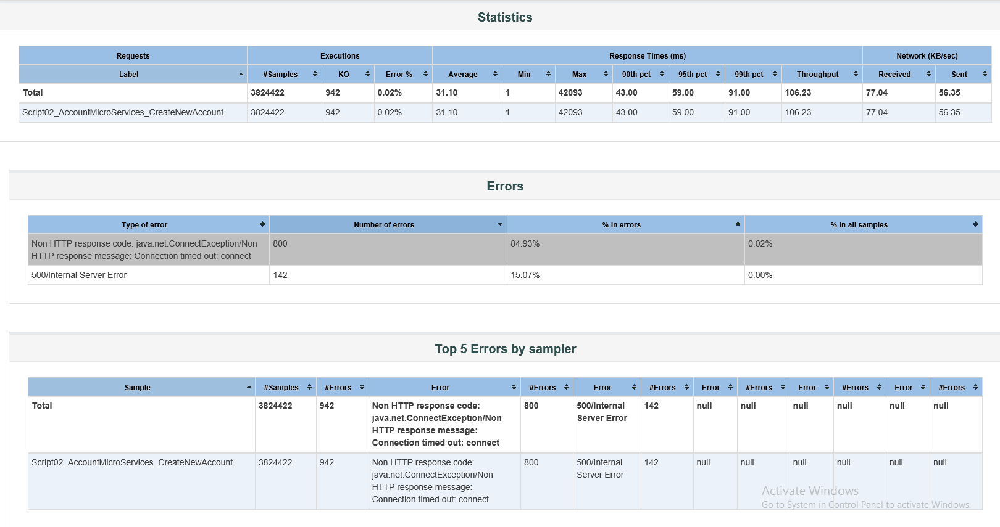 Statistics
Requests Executions Response Times (ms) Network (KB/sec)
Label #Samples KO Error % Average Min Max 90th pct 95th pct 99th pct Throughput Received Sent
Total 3824422 942 0.02% 31.10 1 42093 43.00 59.00 91.00 106.23 77.04 56.35
Script02_AccountMicroServices_CreateNewAccount 3824422 942 0.02% 31.10 1 42093 43.00 59.00 91.00 106.23 77.04 56.35
Errors
Type of error Number of errors % in errors % in all samples
Non HTTP response code: java.net.ConnectException/Non 800 84.93% 0.02%
HTTP response message: Connection timed out: connect
500/Internal Server Error 142 15.07% 0.00%
Top 5 Errors by sampler
Sample #Samples #Errors Error #Errors Error #Errors Error #Errors Error #Errors Error #Errors
Total 3824422 942 Non HTTP response code: 800 500/Internal 142 null null null null null null
java.net.ConnectException/Non Server Error
HTTP response message:
Connection timed out: connect
Script02_AccountMicroServices_CreateNewAccount 3824422 942 Non HTTP response code: 800 500/Internal 142 null null null null null null
java.net.ConnectException/Non Server Error
HTTP response message:
Connection timed out: connect
Activate Windows
Go to System in Control Panel to activate Windows.